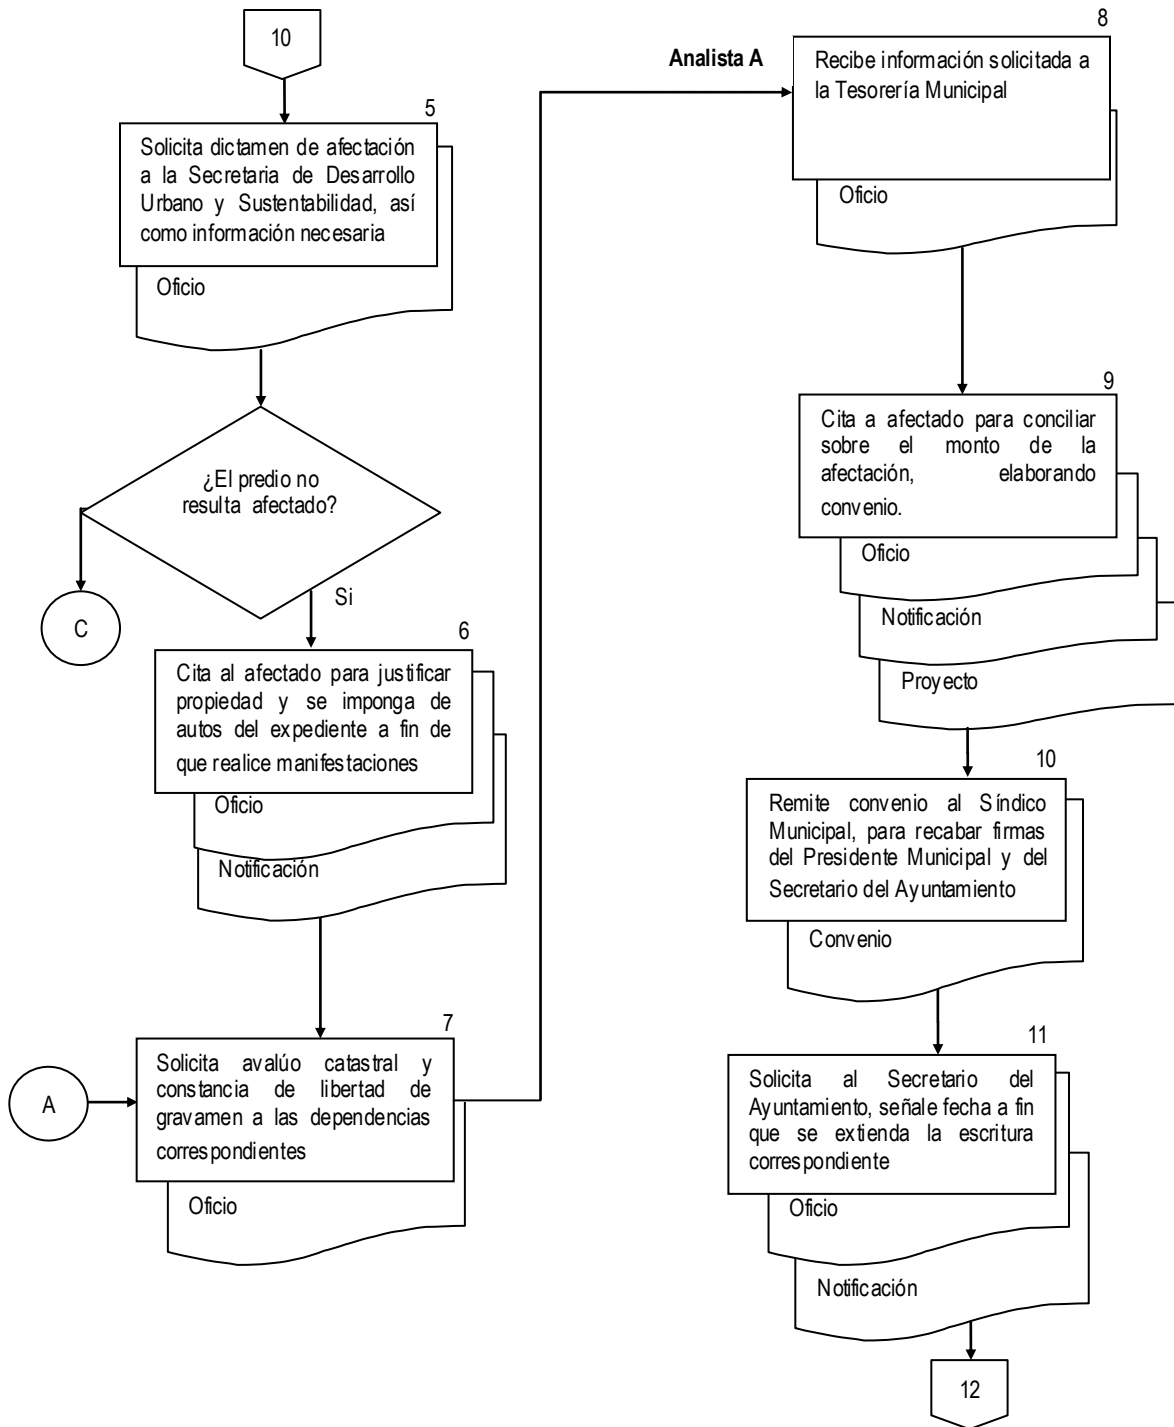 10
5
Solicita dictamen de afectación
a la Secretaria de Desarrollo
Urbano y Sustentabilidad, así
como información necesaria
Oficio
¿El predio no
resulta afectado?
C
Si
6
Cita al afectado para justificar
propiedad y se imponga de
autos del expediente a fin de
que realice manifestaciones
Oficio
Notificación
7
Solicita avalúo catastral y
constancia de libertad de
gravamen a las dependencias
correspondientes
A
Oficio
Analista A
8
Recibe información solicitada a
la Tesorería Municipal
Oficio
9
Cita a afectado para conciliar
sobre el monto de la
afectación, elaborando
convenio.
Oficio
Notificación
Proyecto
10
Remite convenio al Síndico
Municipal, para recabar firmas
del Presidente Municipal y del
Secretario del Ayuntamiento
Convenio
11
Solicita al Secretario del
Ayuntamiento, señale fecha a fin
que se extienda la escritura
correspondiente
Oficio
Notificación
12